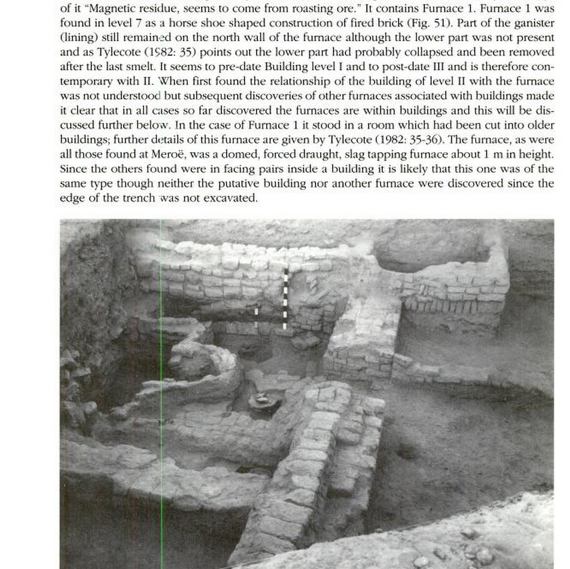 of it “Magnetic residue, seems to come from roasting ore.” It contains Furnace 1. Furnace 1 was
found in level 7 as a horse shoe shaped construction of fired brick (Fig. 51). Part of the ganister
(lining) still remained on the north wall of the furnace although the lower part was not present
and as Tylecote (1982: 35) points out the lower part had probably collapsed and been removed
after the last smelt. It seems to pre-date Building level I and to post-date III and is therefore con-
temporary with II. When first found the relationship of the building of level II with the furnace
was not understood but subsequent discoveries of other furnaces associated with buildings made
it clear that in all cases so far discovered the furnaces are within buildings and this will be dis-
cussed further below. In the case of Furnace 1 it stood in a room which had been cut into older
buildings; further details of this furnace are given by Tylecote (1982: 35-36). The furnace, as were
all those found at Meroë, was a domed, forced draught, slag tapping furnace about 1 m in height.
Since the others found were in facing pairs inside a building it is likely that this one was of the
same type though neither the putative building nor another furnace were discovered since the
edge of the trench was not excavated.